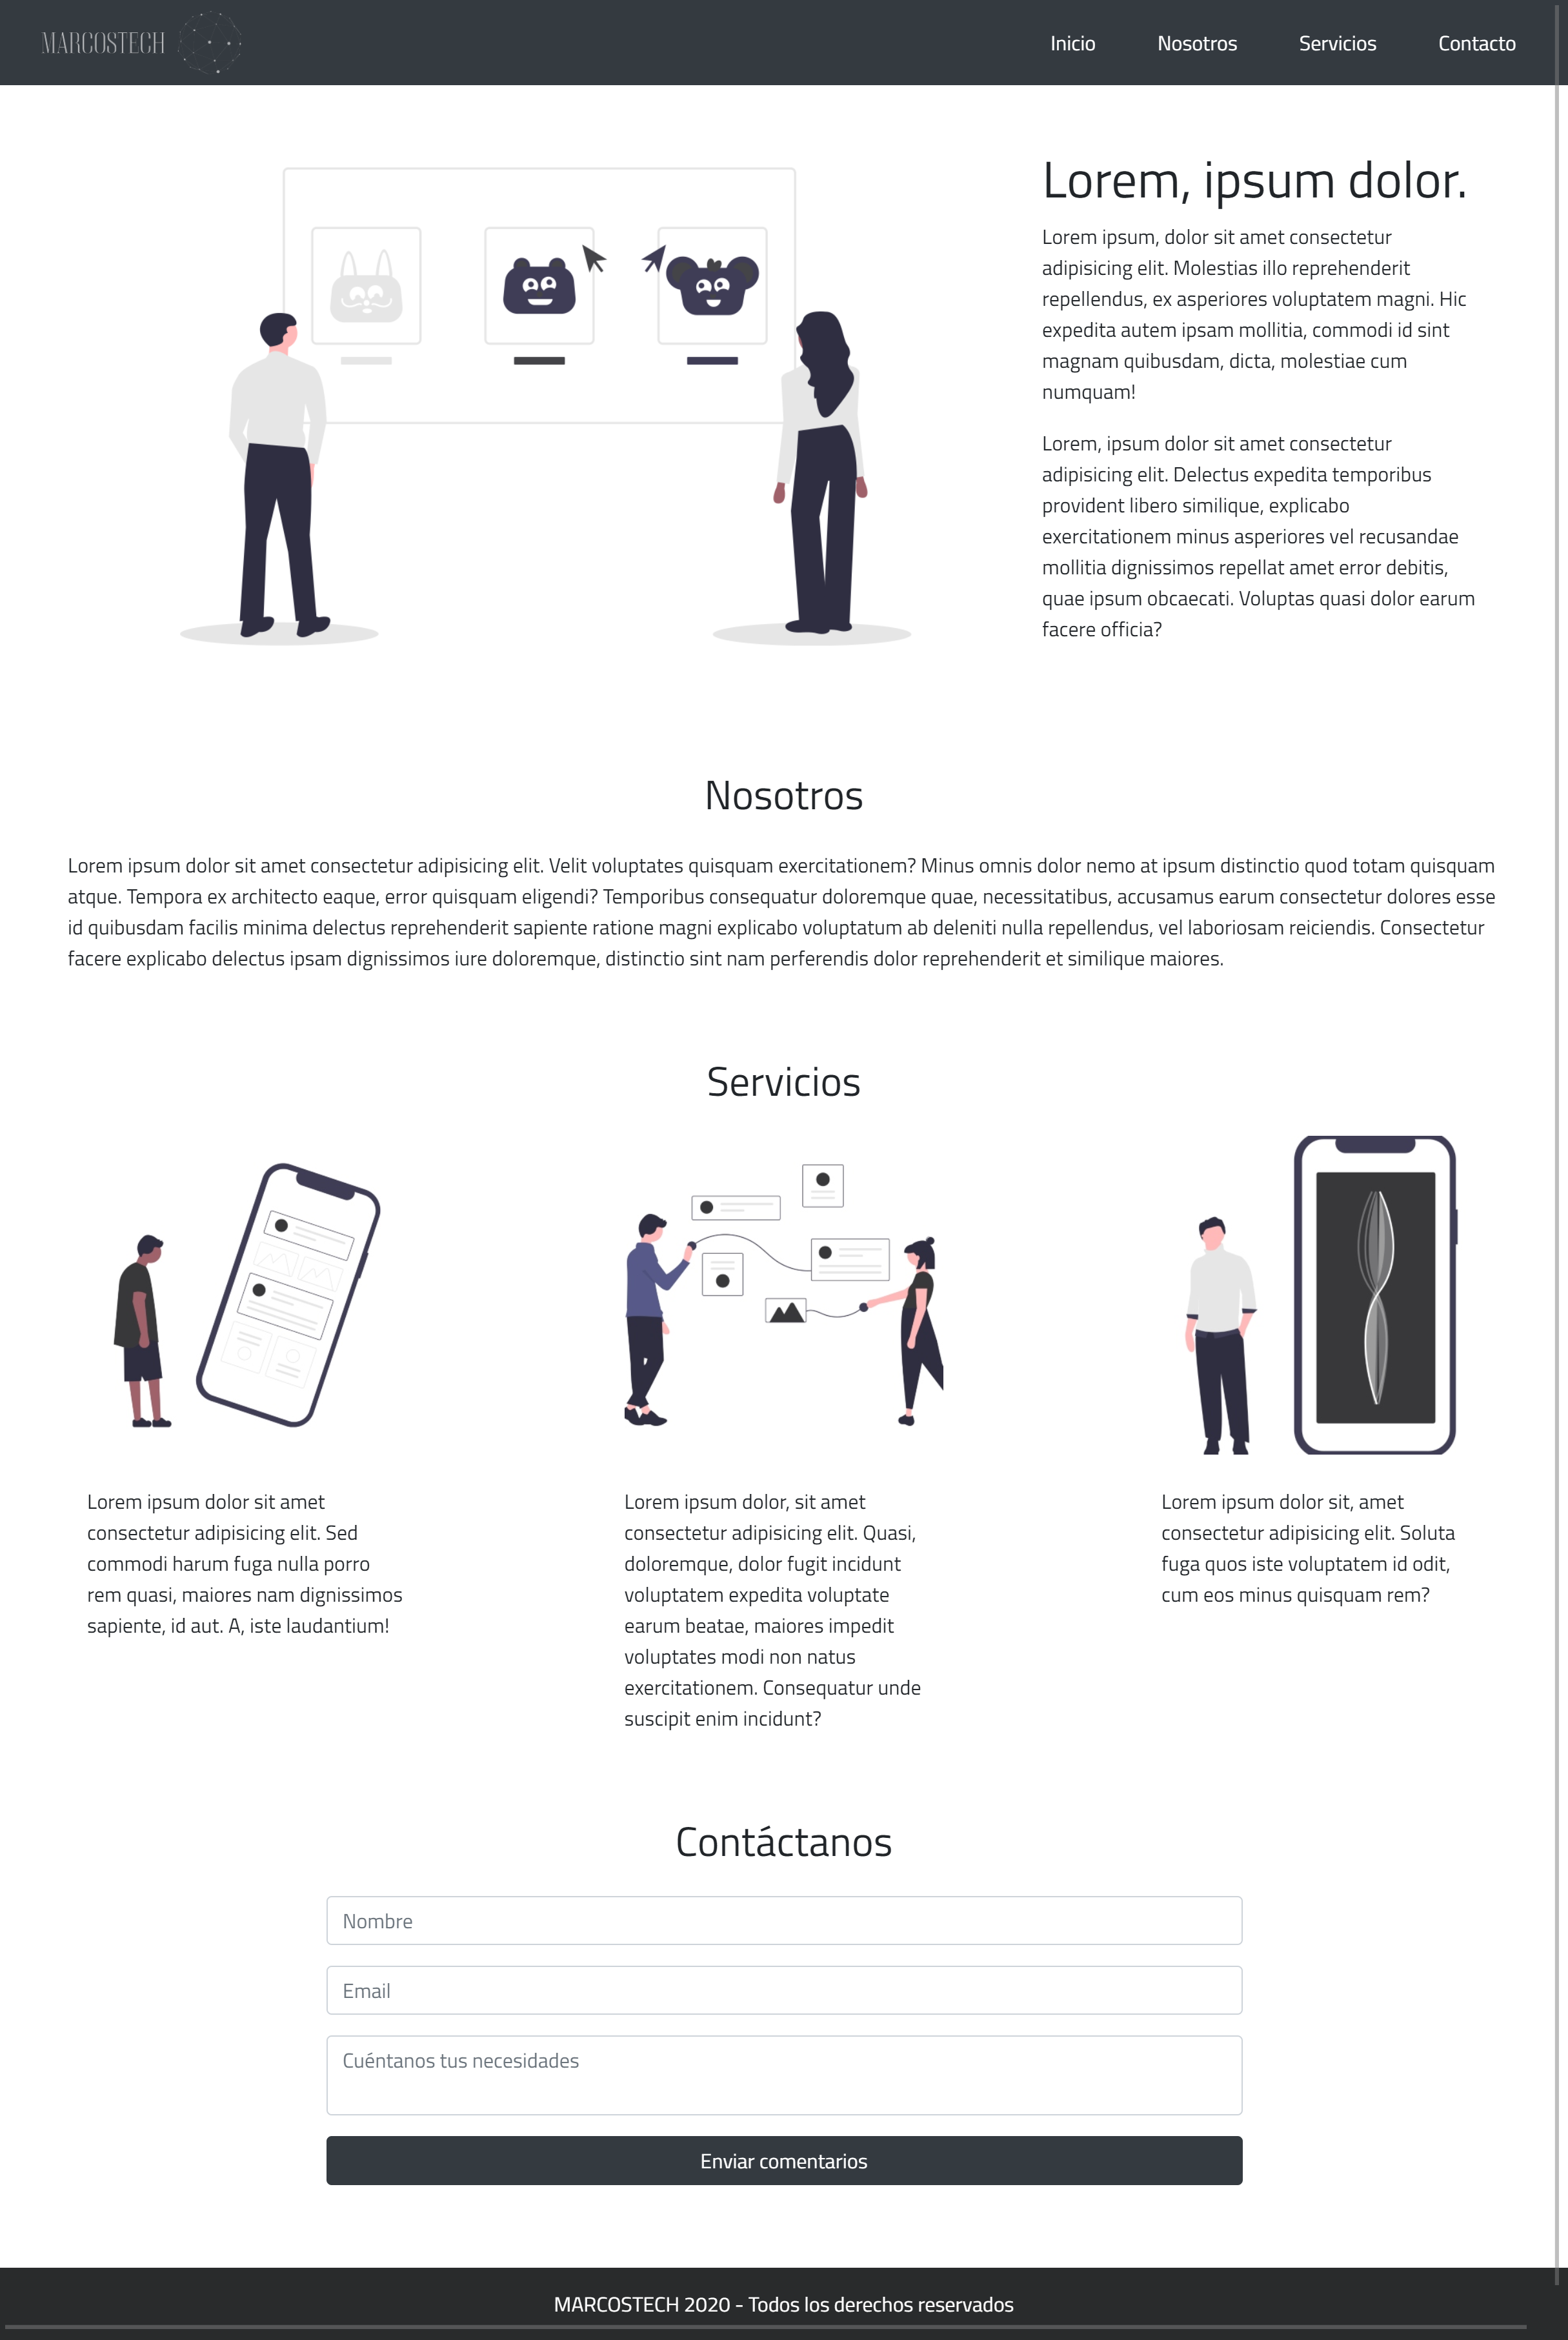 MARCOSTECH
Inicio Nosotros Servicios Contacto
Lorem, ipsum dolor.
Lorem ipsum, dolor sit amet consectetur
adipisicing elit. Molestias illo reprehenderit
repellendus, ex asperiores voluptatem magni. Hic
expedita autem ipsam mollitia, commodi id sint
magnam quibusdam, dicta, molestiae cum
numquam!
Lorem, ipsum dolor sit amet consectetur
adipisicing elit. Delectus expedita temporibus
provident libero similique, explicabo
exercitationem minus asperiores vel recusandae
mollitia dignissimos repellat amet error debitis,
quae ipsum obcaecati. Voluptas quasi dolor earum
facere officia?
Nosotros
Lorem ipsum dolor sit amet consectetur adipisicing elit. Velit voluptates quisquam exercitationem? Minus omnis dolor nemo at ipsum distinctio quod totam quisquam
atque. Tempora ex architecto eaque, error quisquam eligendi? Temporibus consequatur doloremque quae, necessitatibus, accusamus earum consectetur dolores esse
id quibusdam facilis minima delectus reprehenderit sapiente ratione magni explicabo voluptatum ab deleniti nulla repellendus, vel laboriosam reiciendis. Consectetur
facere explicabo delectus ipsam dignissimos iure doloremque, distinctio sint nam perferendis dolor reprehenderit et similique maiores.
Servicios
Lorem ipsum dolor sit amet
consectetur adipisicing elit. Sed
commodi harum fuga nulla porro
rem quasi, maiores nam dignissimos
sapiente, id aut. A, iste laudantium!
Lorem ipsum dolor, sit amet
consectetur adipisicing elit. Quasi,
doloremque, dolor fugit incidunt
voluptatem expedita voluptate
earum beatae, maiores impedit
voluptates modi non natus
exercitationem. Consequatur unde
suscipit enim incidunt?
Lorem ipsum dolor sit, amet
consectetur adipisicing elit. Soluta
fuga quos iste voluptatem id odit,
cum eos minus quisquam rem?
Contáctanos
Nombre
Email
Cuéntanos tus necesidades
Enviar comentarios
MARCOSTECH 2020 - Todos los derechos reservados